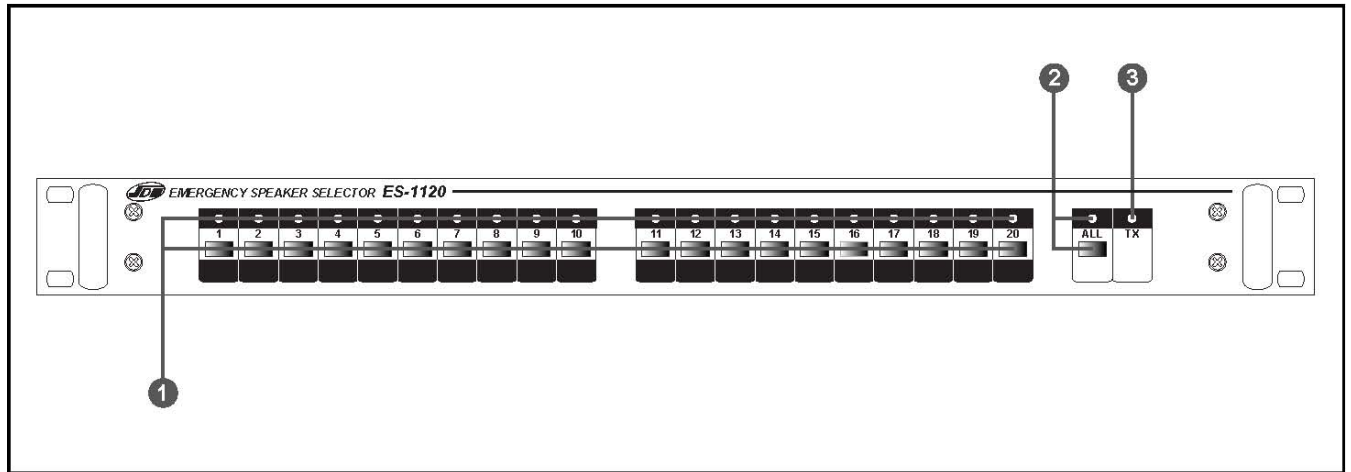 2 3
JDM EMERGENCY SPEAKER SELECTOR ES-1120
1 2 3 4 5 6 7 8 9 10 11 12 13 14 15 16 17 18 19 20 ALL TX
1